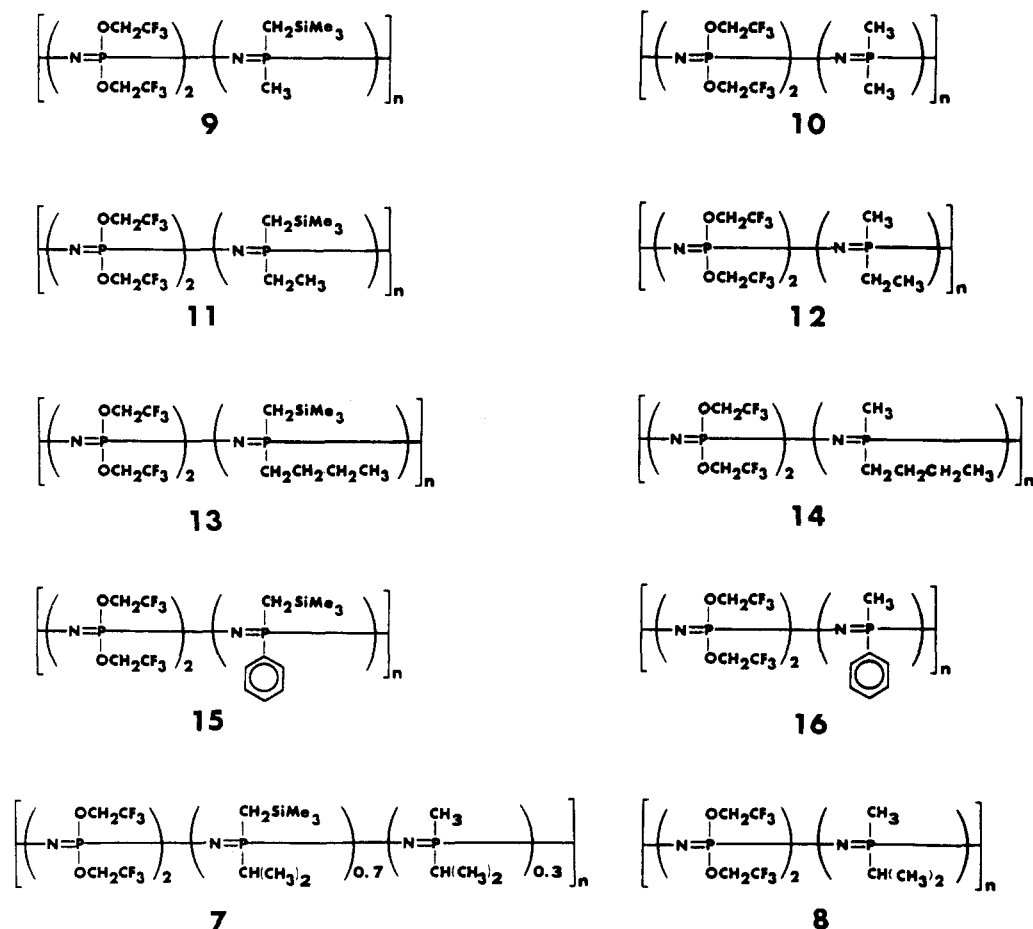 OCH2CF3 CH2SiMe3 OCH2CF3 CH3
[( N=P )2 ( N=P )]n [( N=P )2 ( N=P )]n
OCH2CF3 CH3 OCH2CF3 CH3
9 10
OCH2CF3 CH2SiMe3 OCH2CF3 CH3
[( N=P )2 ( N=P )]n [( N=P )2 ( N=P )]n
OCH2CF3 CH2CH3 OCH2CF3 CH2CH3
11 12
OCH2CF3 CH2SiMe3 OCH2CF3 CH3
[( N=P )2 ( N=P )]n [( N=P )2 ( N=P )]n
OCH2CF3 CH2CH2CH2CH3 OCH2CF3 CH2CH2CH2CH3
13 14
OCH2CF3 CH2SiMe3 OCH2CF3 CH3
[( N=P )2 ( N=P )]n [( N=P )2 ( N=P )]n
OCH2CF3 OCH2CF3
15 16
OCH2CF3 CH2SiMe3 CH3 OCH2CF3 CH3
[( N=P )2 ( N=P )0.7 ( N=P )0.3]n [( N=P )2 ( N=P )]n
OCH2CF3 CH(CH3)2 CH(CH3)2 OCH2CF3 CH(CH3)2
7 8